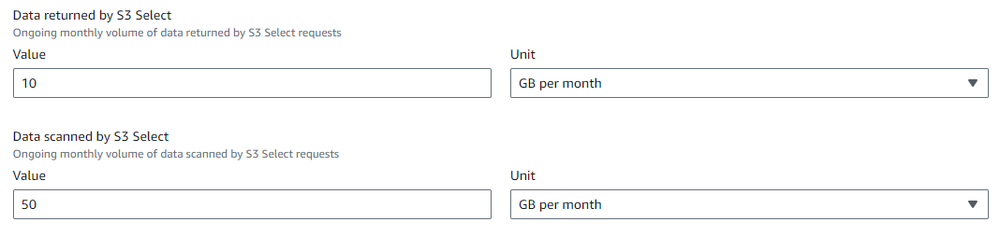 Data returned by S3 Select
Ongoing monthly volume of data returned by S3 Select requests
Value
Unit
10
GB per month
Data scanned by S3 Select
Ongoing monthly volume of data scanned by S3 Select requests
Value
Unit
50
GB per month